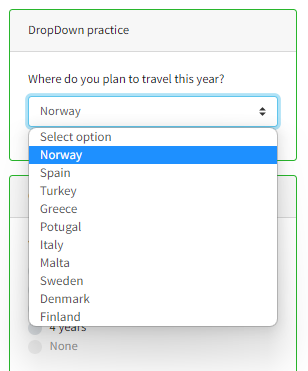 DropDown practice
Where do you plan to travel this year?
Norway
Select option
Norway
Spain
Turkey
Greece
Potugal
Italy
Malta
Sweden
Denmark
Finland
4 years
None